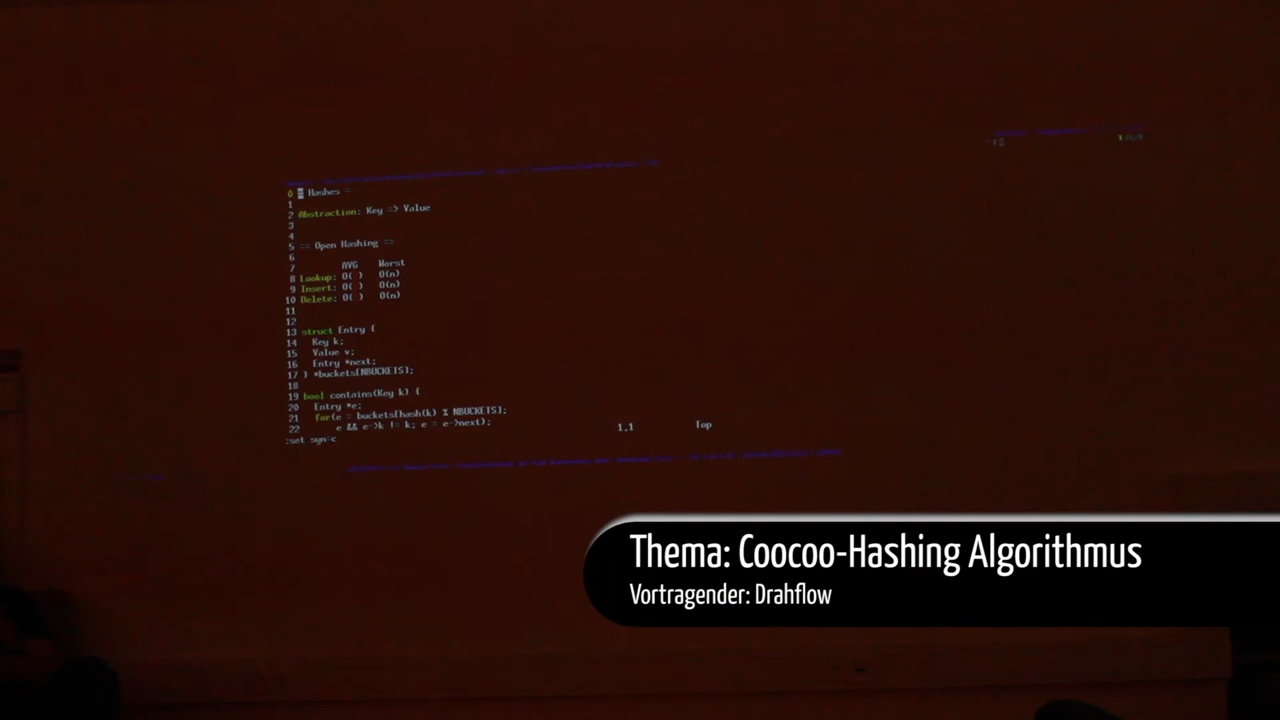 0 = Hashes =
1
2 Abstraction: Key => Value
3
4
5 == Open Hashing ==
6
7 AVG Worst
8 Lookup: O( ) O(n)
9 Insert: O( ) O(n)
10 Delete: O( ) O(n)
11
12
13 struct Entry {
14 Key k;
15 Value v;
16 Entry *next;
17 } *buckets[NBUCKETS];
18
19 bool contains(Key k) {
20 Entry *e;
21 for(e = buckets[hash(k) % NBUCKETS];
22 e && e->k != k; e = e->next);
:set syn=c 1,1 Top
Thema: Coocoo-Hashing Algorithmus
Vortragender: Drahflow